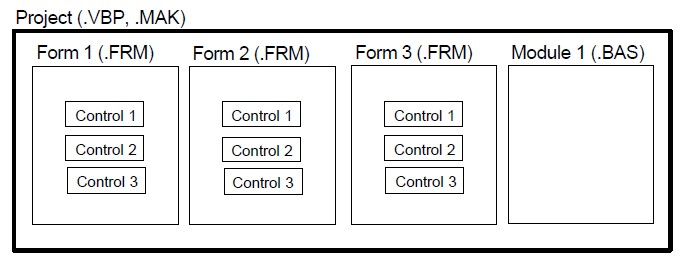 Project (.VBP, .MAK)
Form 1 (.FRM)
Form 2 (.FRM)
Form 3 (.FRM)
Module 1 (.BAS)
Control 1
Control 2
Control 3
Control 1
Control 2
Control 3
Control 1
Control 2
Control 3